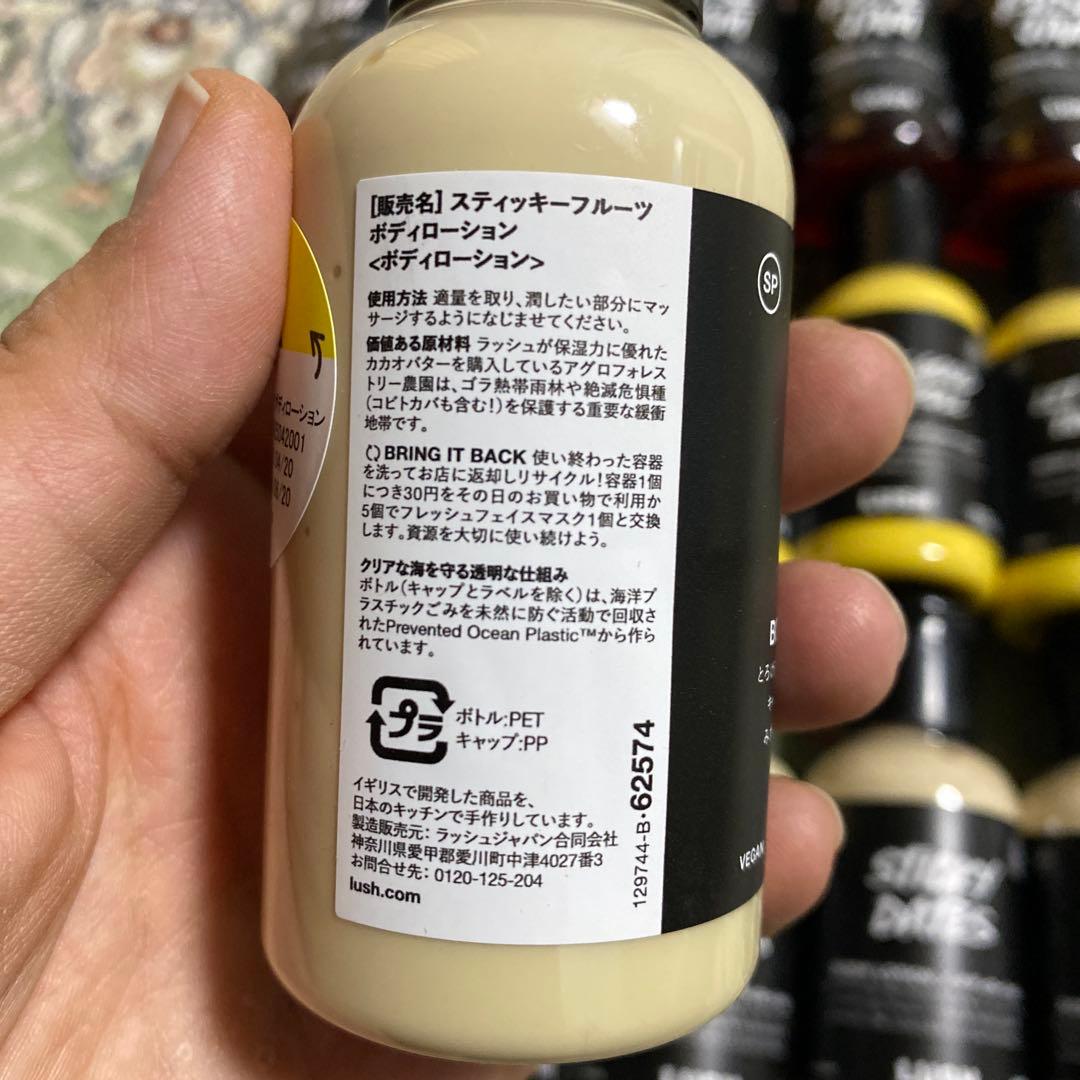 [販売名] スティッキーフルーツ
ボディローション
<ボディローション>
使用方法 適量を取り、潤したい部分にマッ
サージするようになじませてください。
価値ある原材料 ラッシュが保湿力に優れた
カカオバターを購入しているアグロフォレス
トリー農園は、ゴラ熱帯雨林や絶滅危惧種
(コビトカバも含む!)を保護する重要な緩衝
地帯です。
BRING IT BACK 使い終わった容器
を洗ってお店に返却しリサイクル!容器1個
につき30円をその日のお買い物で利用か
5個でフレッシュフェイスマスク1個と交換
します。資源を大切に使い続けよう。
クリアな海を守る透明な仕組み
ボトル(キャップとラベルを除く)は、海洋プ
ラスチックごみを未然に防ぐ活動で回収さ
れたPrevented Ocean Plastic™から作ら
れています。
プラ
ボトル:PET
キャップ:PP
イギリスで開発した商品を、
日本のキッチンで手作りしています。
製造販売元: ラッシュジャパン合同会社
神奈川県愛甲郡愛川町中津4027番3
お問合せ先: 0120-125-204
lush.com
129744-B•62574
SP
VEGAN
ディローション
042001
/20
/20
STICKY
DATES
LUSH